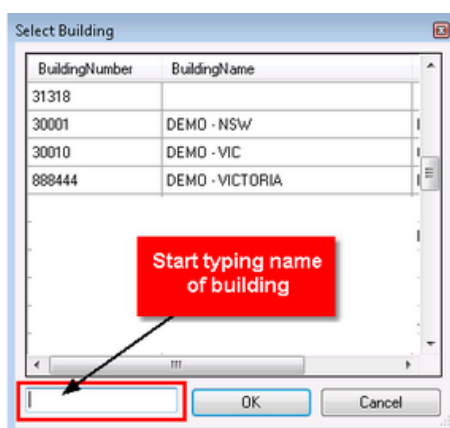 Select Building
BuildingNumber BuildingName
31318
30001 DEMO - NSW
30010 DEMO - VIC
888444 DEMO - VICTORIA
Start typing name
of building
OK Cancel